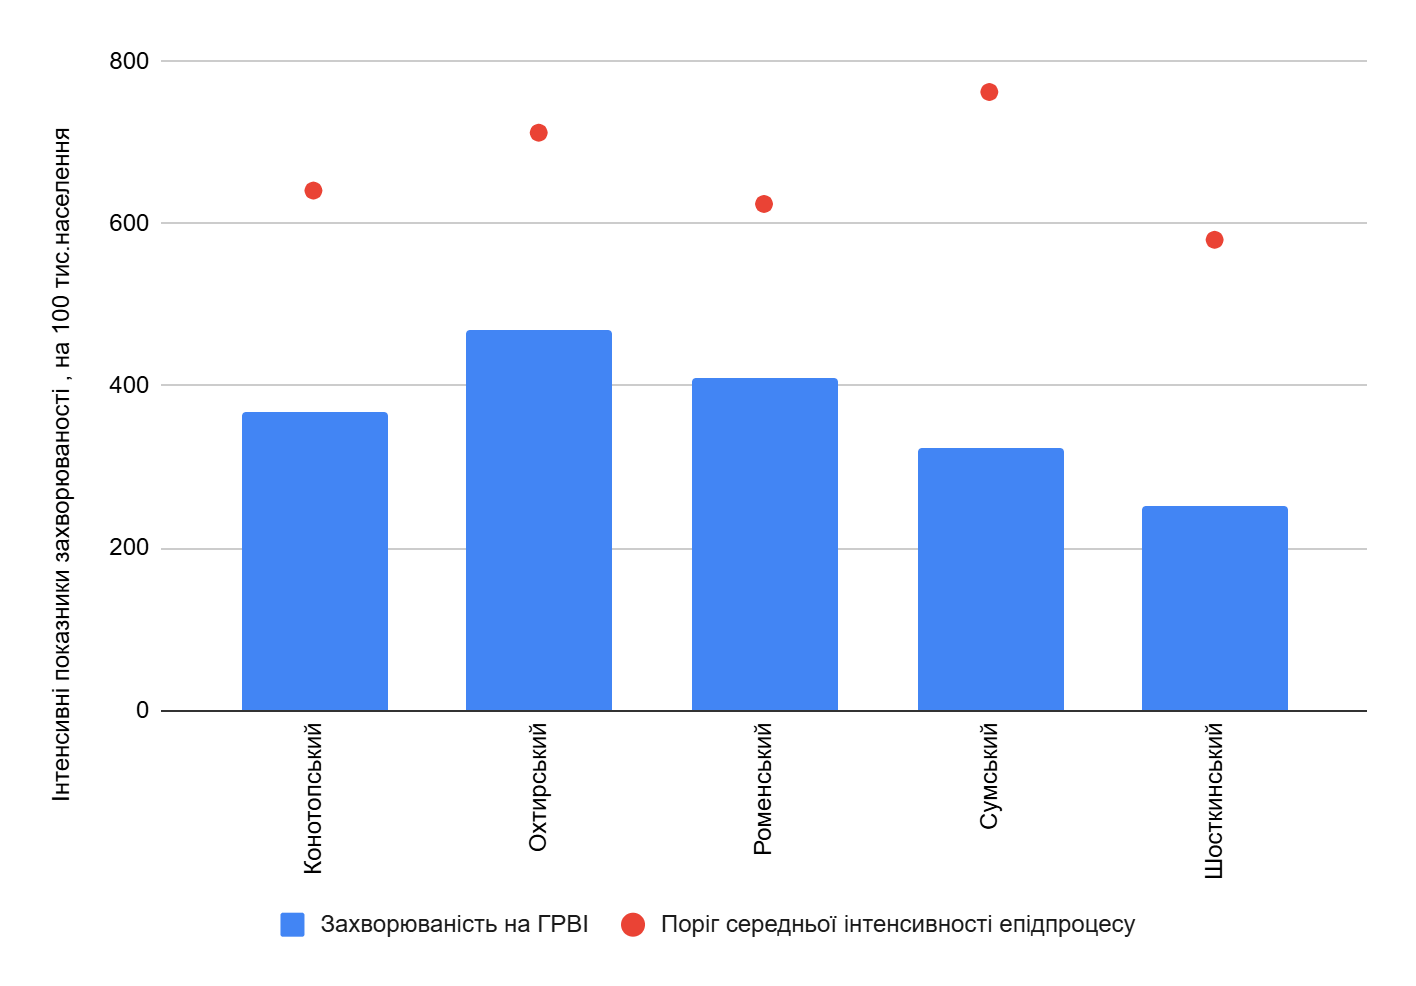 Інтенсивні показники захворюваності , на 100 тис.населення
800
600
400
200
0
Конотопський
Охтирський
Роменський
Сумський
Шосткинський
Захворюваність на ГРВІ
Поріг середньої інтенсивності епідпроцесу